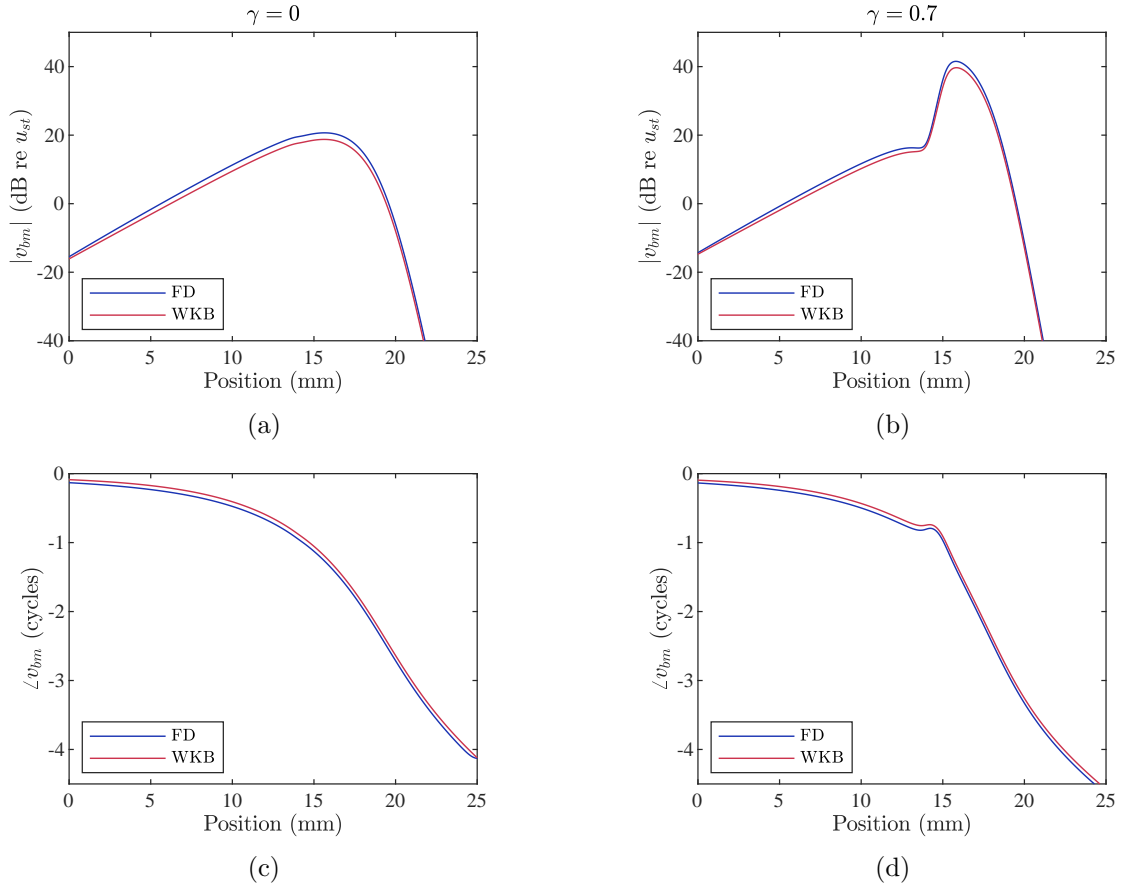 γ = 0
|v_bm| (dB re u_st)
40
20
0
-20
-40
FD
WKB
0 5 10 15 20 25
Position (mm)
(a)
γ = 0.7
|v_bm| (dB re u_st)
40
20
0
-20
-40
FD
WKB
0 5 10 15 20 25
Position (mm)
(b)
∠v_bm (cycles)
0
-1
-2
-3
-4
FD
WKB
0 5 10 15 20 25
Position (mm)
(c)
∠v_bm (cycles)
0
-1
-2
-3
-4
FD
WKB
0 5 10 15 20 25
Position (mm)
(d)